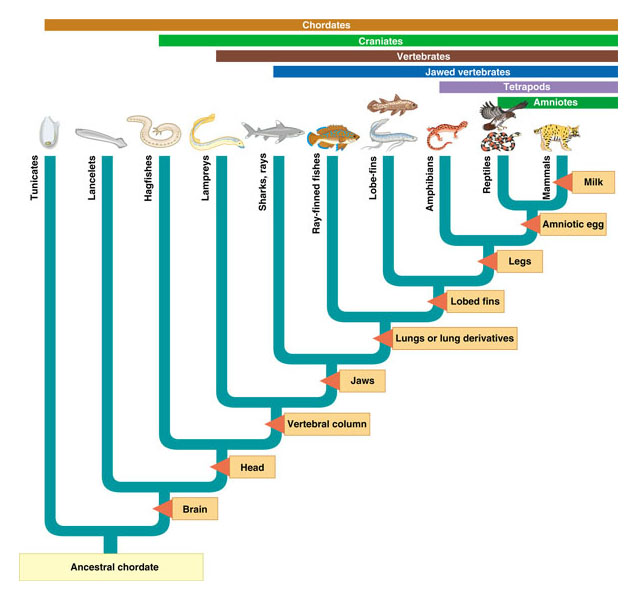 Chordates
Craniates
Vertebrates
Jawed vertebrates
Tetrapods
Amniotes
Tunicates
Lancelets
Hagfishes
Lampreys
Sharks, rays
Ray-finned fishes
Lobe-fins
Amphibians
Reptiles
Mammals
Milk
Amniotic egg
Legs
Lobed fins
Lungs or lung derivatives
Jaws
Vertebral column
Head
Brain
Ancestral chordate